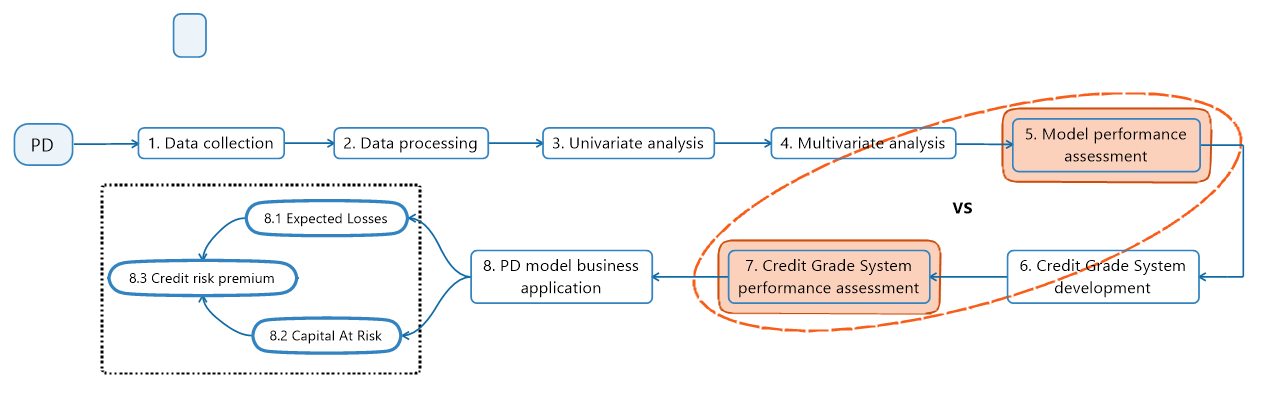 PD
1. Data collection
2. Data processing
3. Univariate analysis
4. Multivariate analysis
5. Model performance
assessment
vs
6. Credit Grade System
development
7. Credit Grade System
performance assessment
8. PD model business
application
8.1 Expected Losses
8.2 Capital At Risk
8.3 Credit risk premium